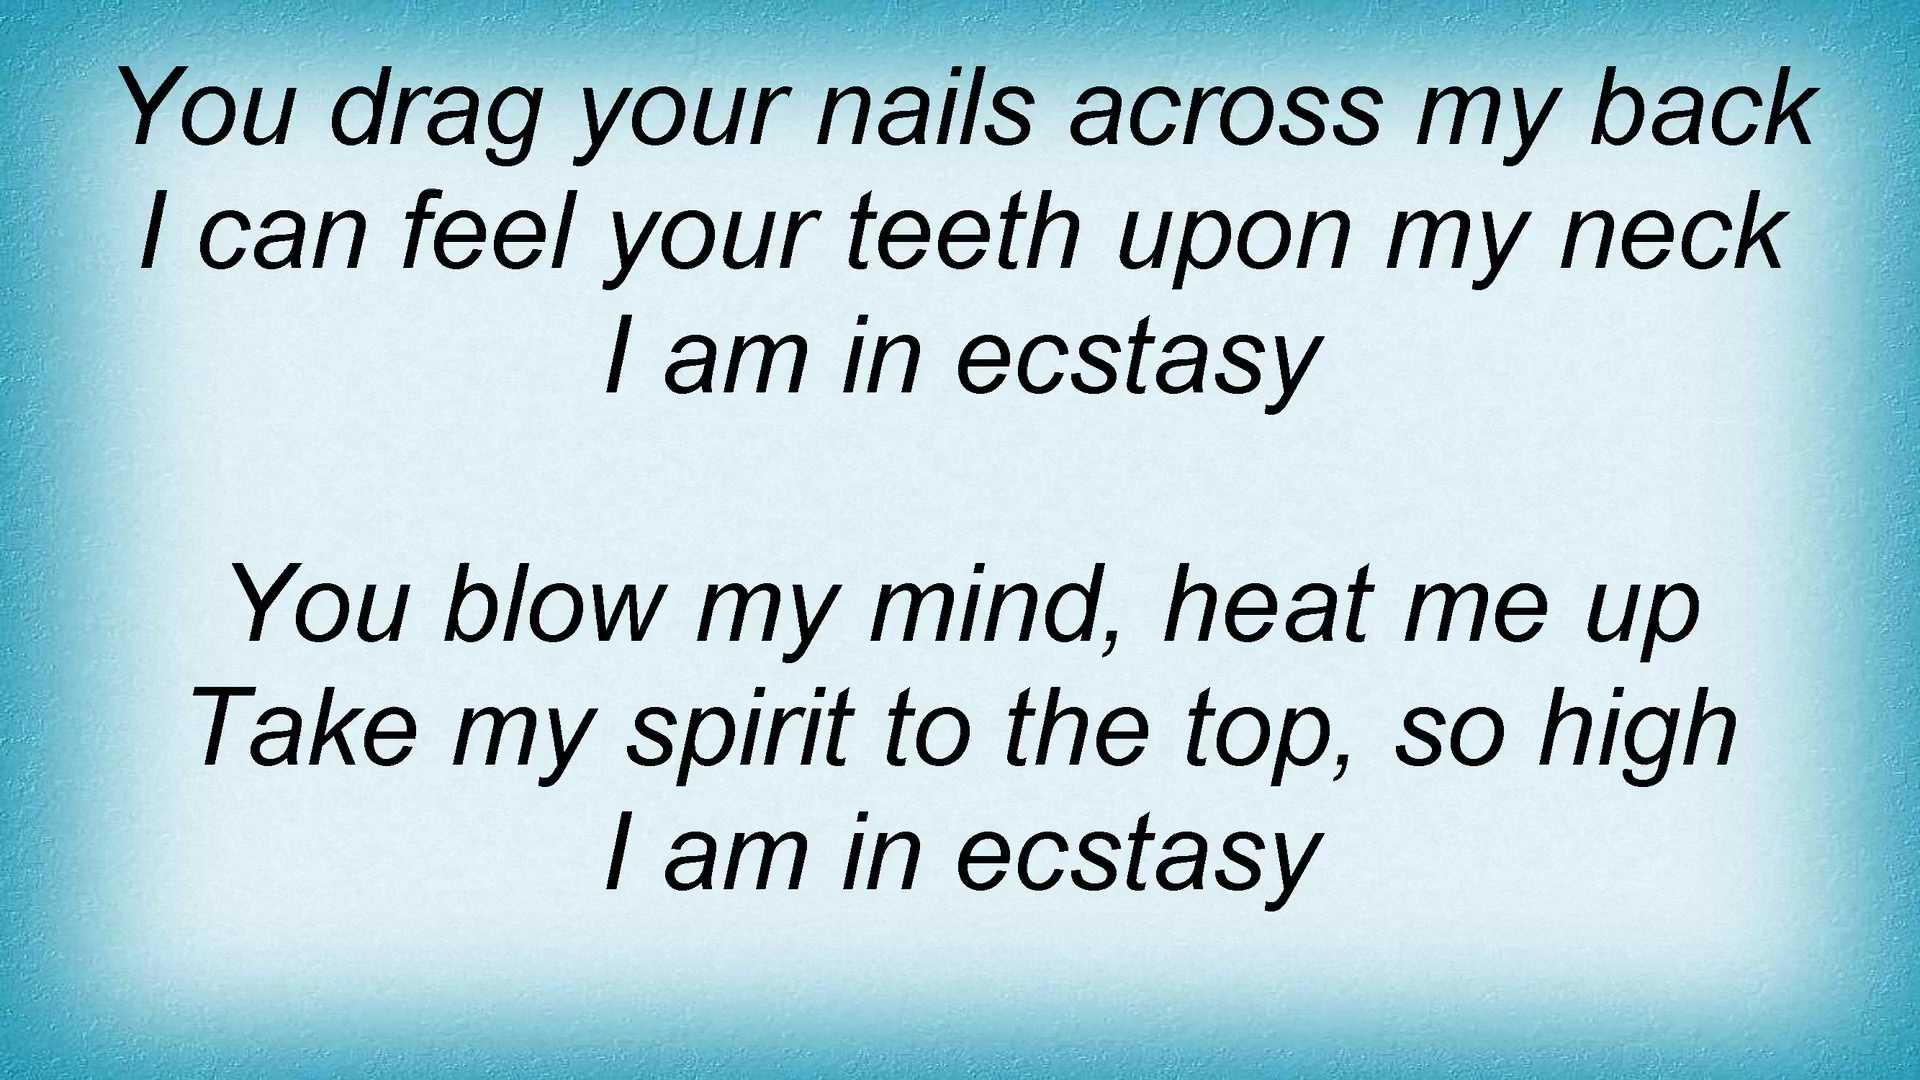 You drag your nails across my back
I can feel your teeth upon my neck
I am in ecstasy
You blow my mind, heat me up
Take my spirit to the top, so high
I am in ecstasy